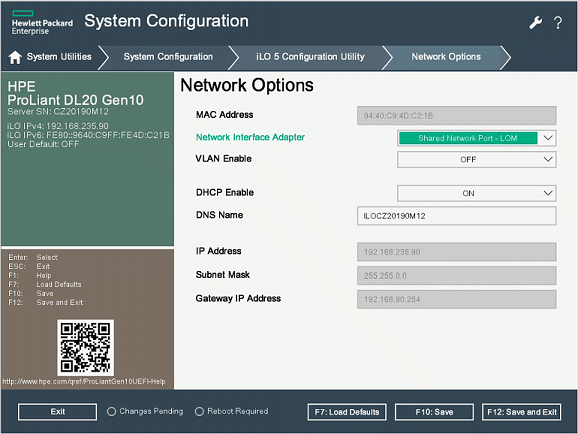 Hewlett Packard
Enterprise
System Configuration
?
System Utilities
System Configuration
iLO 5 Configuration Utility
Network Options
HPE
ProLiant DL20 Gen10
Server SN: CZ20190M12
iLO IPv4: 192.168.235.90
iLO IPv6: FE80::9640:C9FF:FE4D:C21B
User Default: OFF
Enter: Select
ESC: Exit
F1: Help
F7: Load Defaults
F10: Save
F12: Save and Exit
http://www.hpe.com/qref/ProLiantGen10UEFI-Help
Network Options
MAC Address 94:40:C9:4D:C2:1B
Network Interface Adapter Shared Network Port - LOM
VLAN Enable OFF
DHCP Enable ON
DNS Name ILOCZ20190M12
IP Address 192.168.235.90
Subnet Mask 255.255.0.0
Gateway IP Address 192.168.90.254
Exit
Changes Pending
Reboot Required
F7: Load Defaults
F10: Save
F12: Save and Exit